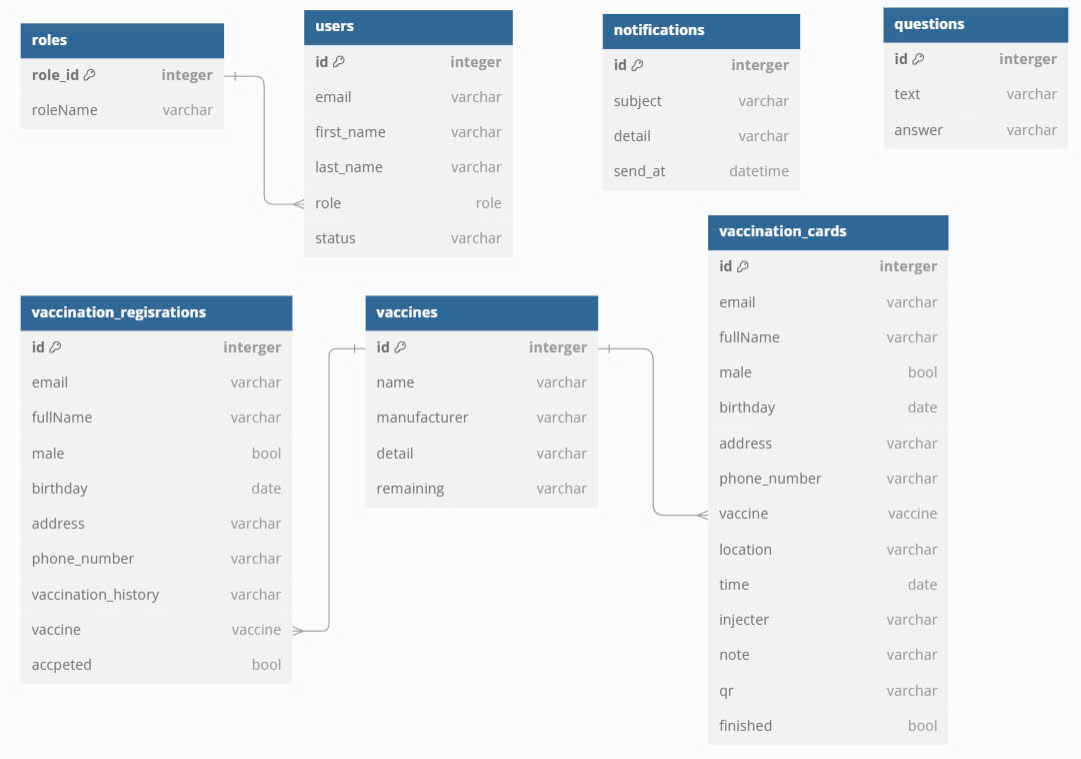 roles
role_id integer
roleName varchar
users
id integer
email varchar
first_name varchar
last_name varchar
role role
status varchar
notifications
id interger
subject varchar
detail varchar
send_at datetime
questions
id interger
text varchar
answer varchar
vaccination_regisrations
id interger
email varchar
fullName varchar
male bool
birthday date
address varchar
phone_number varchar
vaccination_history varchar
vaccine vaccine
accpeted bool
vaccines
id interger
name varchar
manufacturer varchar
detail varchar
remaining varchar
vaccination_cards
id interger
email varchar
fullName varchar
male bool
birthday date
address varchar
phone_number varchar
vaccine vaccine
location varchar
time date
injecter varchar
note varchar
qr varchar
finished bool